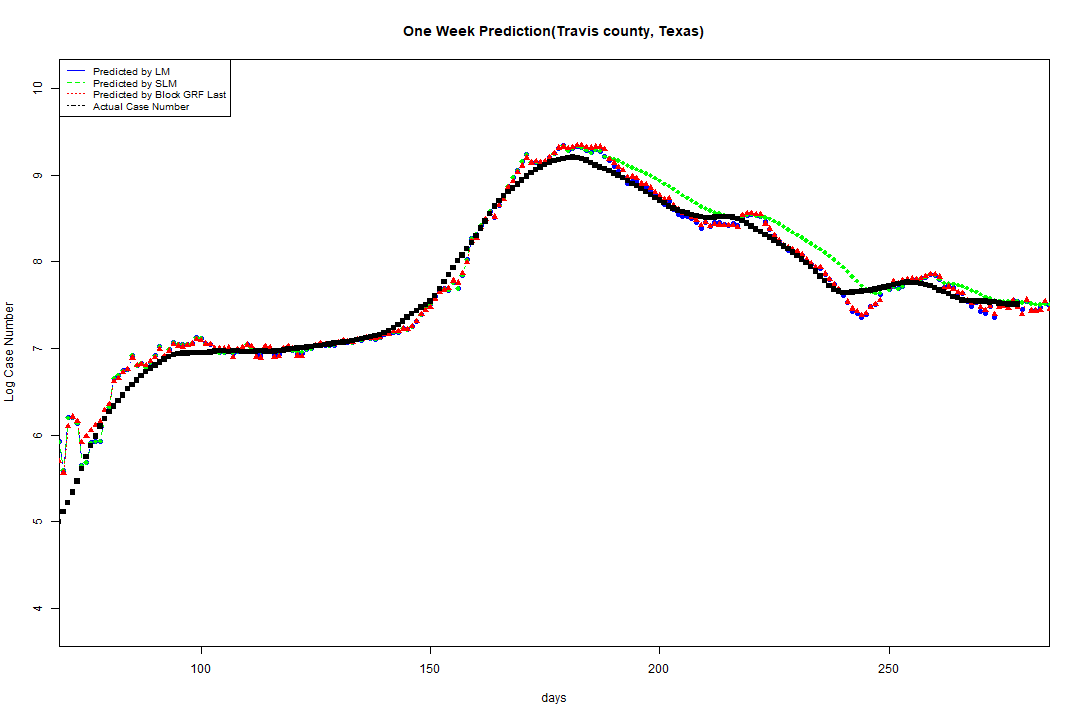 One Week Prediction(Travis county, Texas)
Predicted by LM
Predicted by SLM
Predicted by Block GRF Last
Actual Case Number
10
9
8
7
6
5
4
Log Case Number
100 150 200 250
days